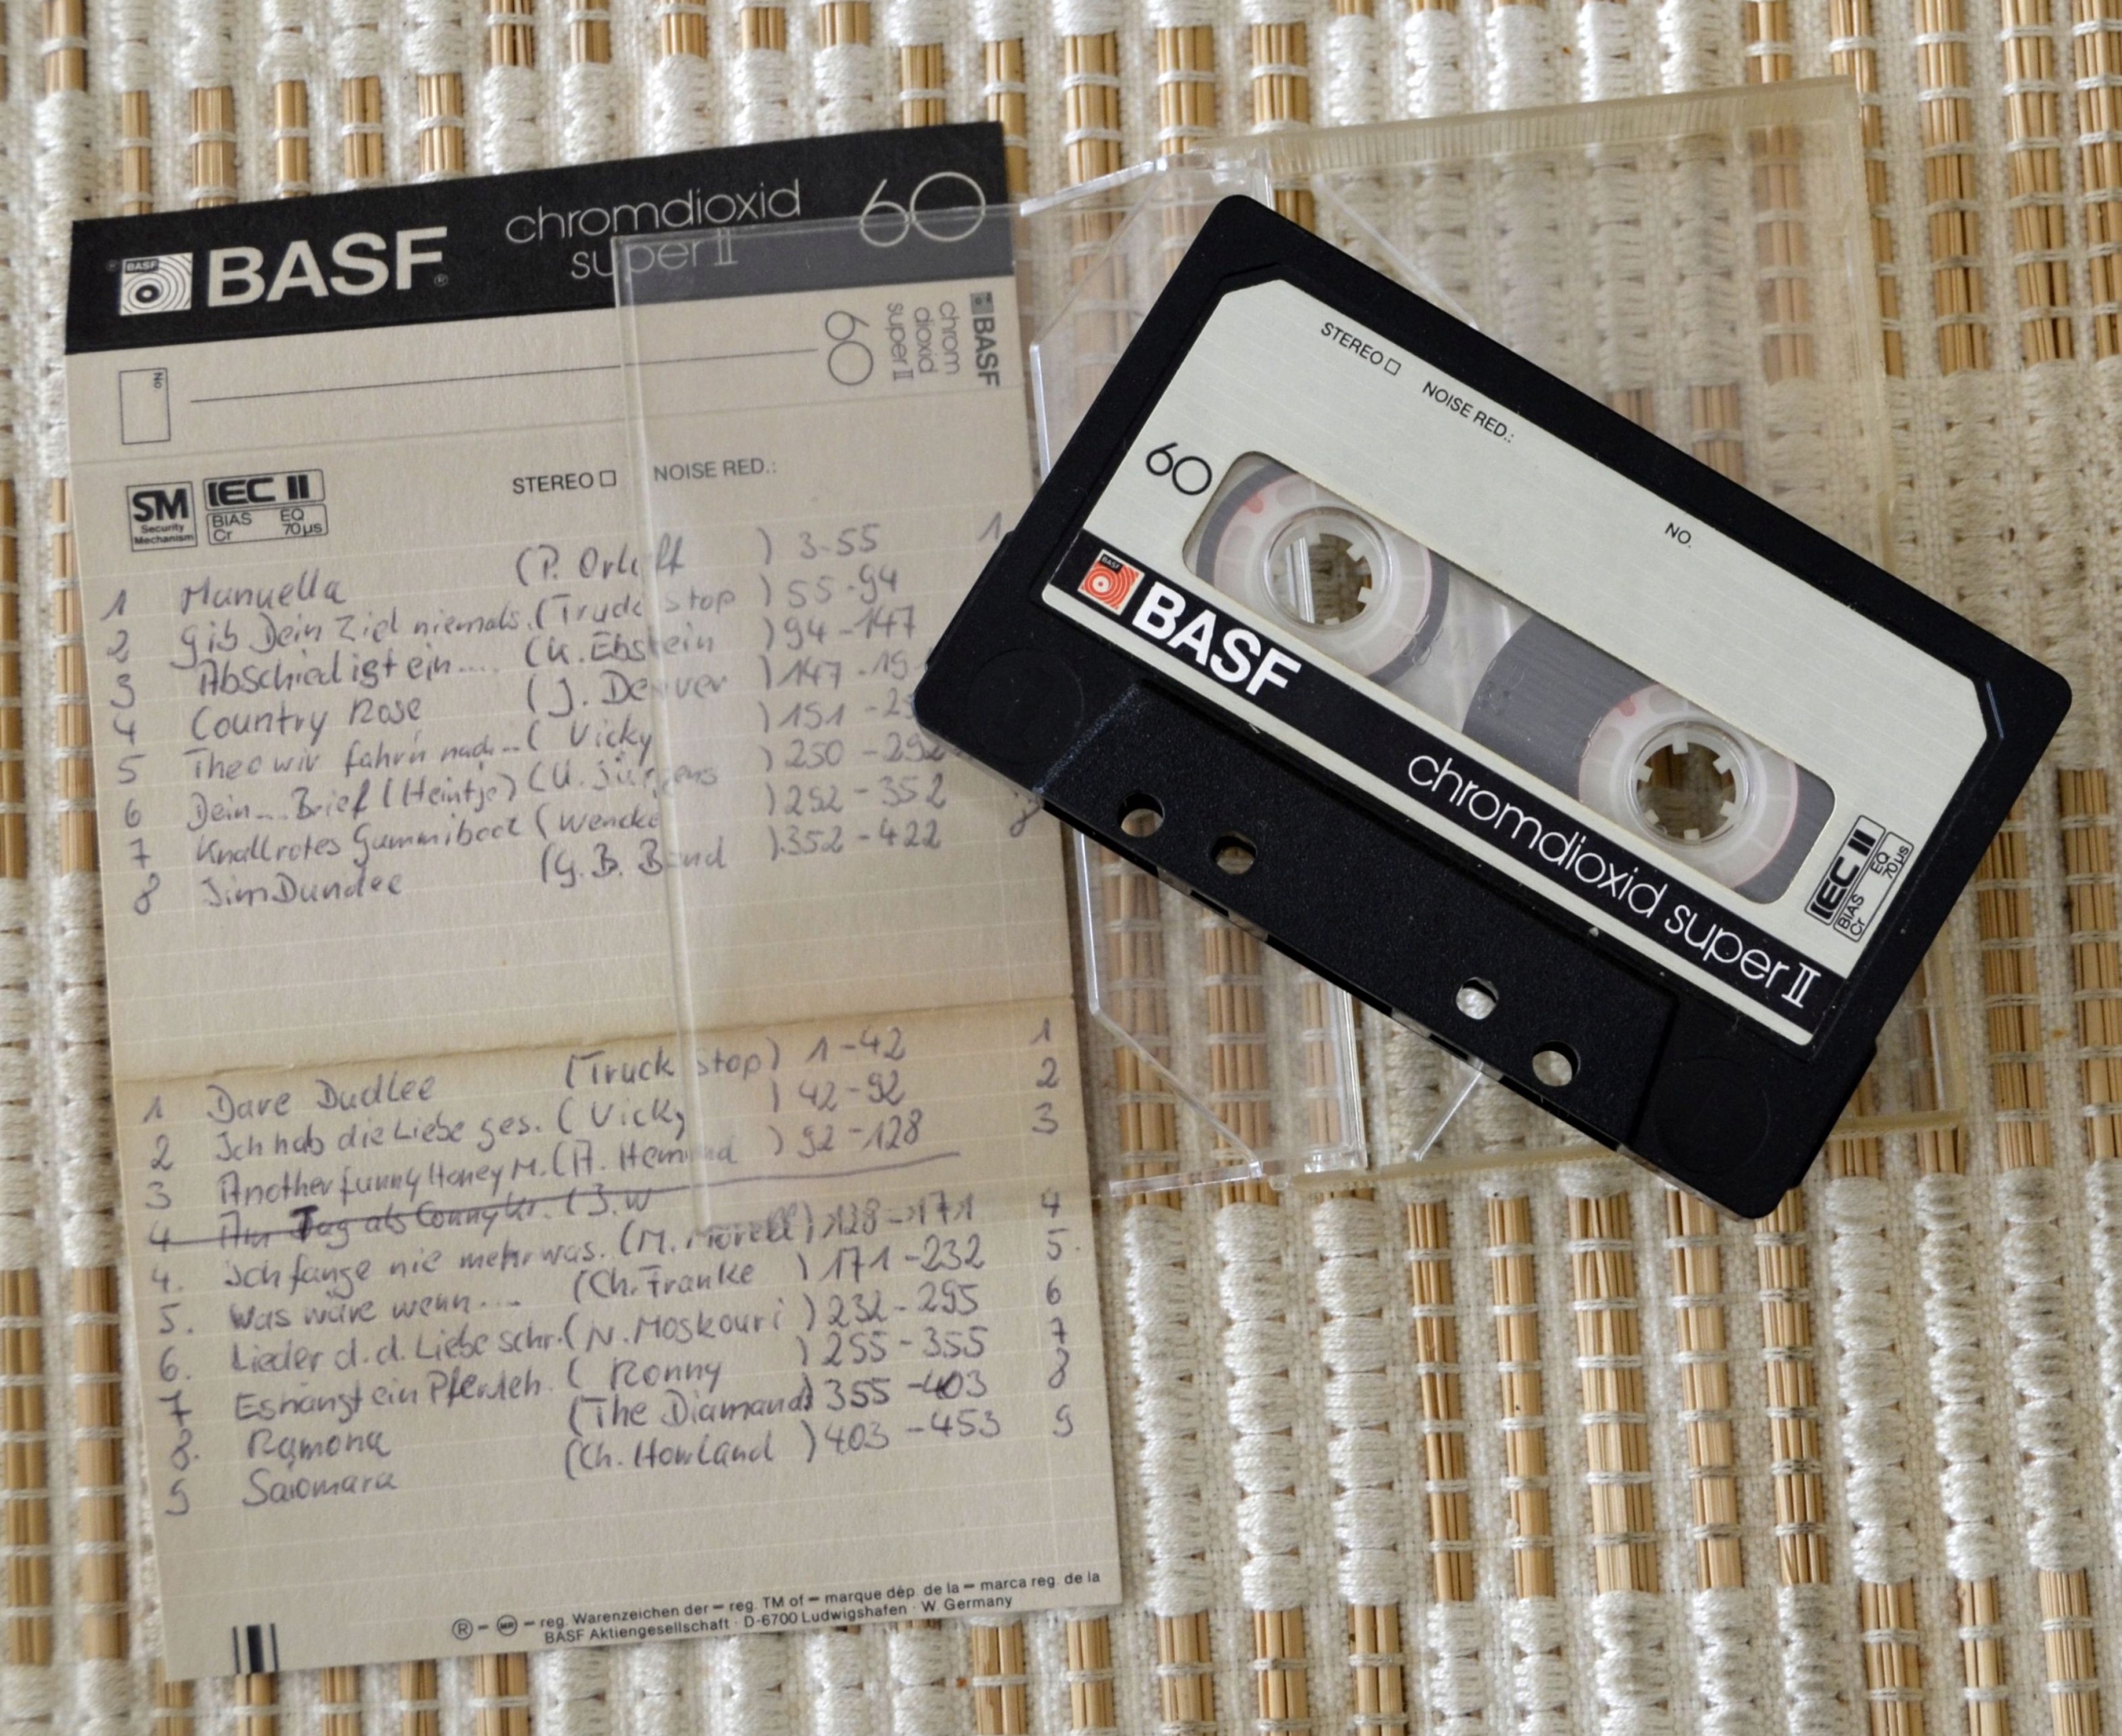 BASF
chromdioxid
super II
60
No
60
chrom
dioxid
super II
BASF
SM
Security
Mechanism
IEC II
BIAS EQ
Cr 70µs
STEREO NOISE RED.:
1 Manuella (P. Orloff ) 3-55 1
2 Gib Dein Ziel niemals. (Truck Stop ) 55-94
3 Abschied ist ein.... (K. Ebstein )94-147
4 Country Rose (J. Denver )147-
5 Theo wir fahrn nach...( Vicky )151-
6 Dein... Brief (Heintje) (U. Jürgens ) 250-292
7 Knallrotes Gummiboot (Wencke )252-352
8 Jim Dundee (G. B. Band ) 352-422 8
1 Dave Dudlee (Truck stop) 1-42 1
2 Ich hab die Liebe ges. ( Vicky ) 42-92 2
3 Another funny Honey M. (A. ) 92-128 3
4 Am Tag als Conny Kr. (J.W
4. Ich fange nie mehr was. (M. Morell) 128-171 4
5. Was wäre wenn... (Ch. Franke ) 171-232 5.
6. Lieder d. d. Liebe schr. (N. Moskouri ) 232-295 6
7 Es hängt ein Pferdeh. ( Ronny ) 255-355 7
8. Ramona (The Diamands) 355-403 8
9 Saiomara (Ch. Howland ) 403-453 9
® – – reg. Warenzeichen der – reg. TM of – marque dép. de la – marca reg. de la
BASF Aktiengesellschaft · D-6700 Ludwigshafen · W. Germany
STEREO NOISE RED.:
NO.
60
BASF
BASF
chromdioxid super II
IEC II
BIAS EQ
Cr 70µs